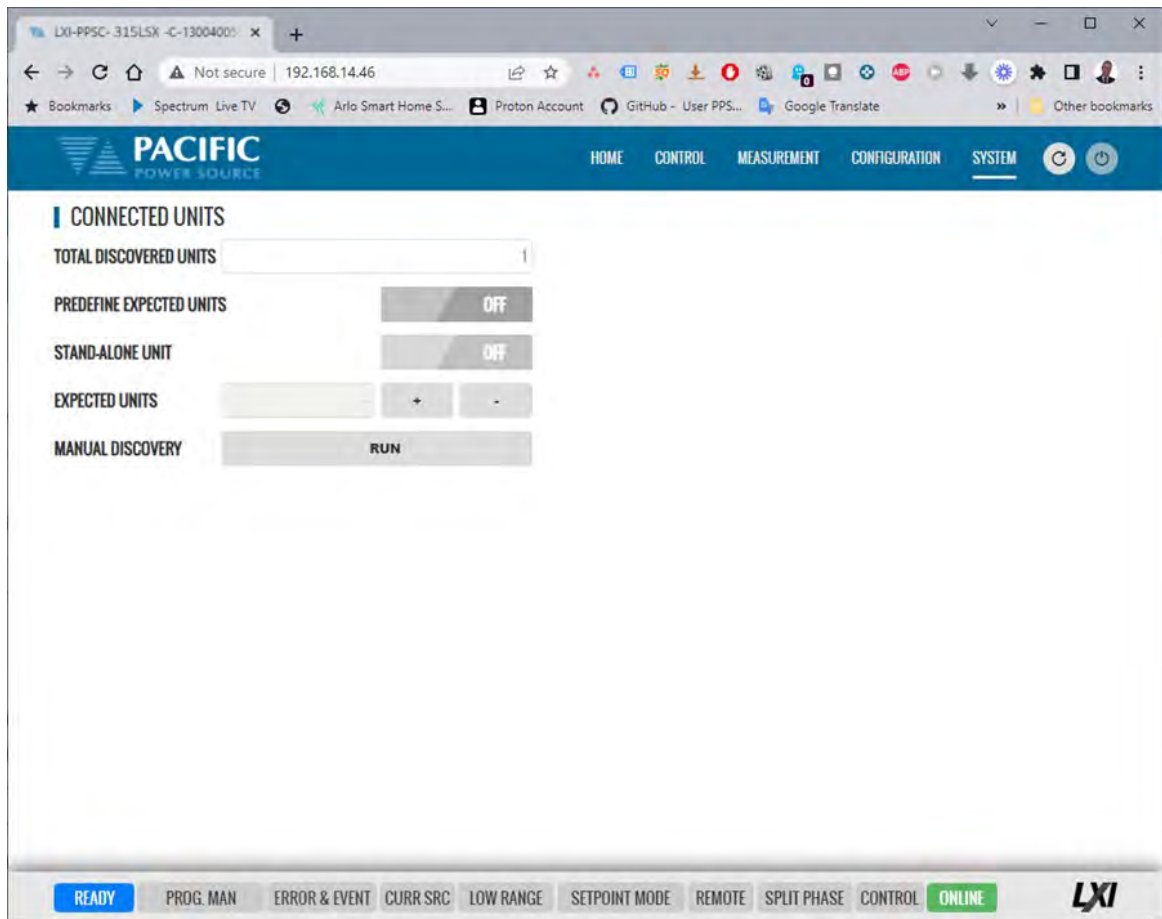 LXI-PPSC- 315LSX -C-13004005
Not secure | 192.168.14.46
Bookmarks Spectrum Live TV Arlo Smart Home S... Proton Account GitHub - User PPS... Google Translate » Other bookmarks
PACIFIC
POWER SOURCE
HOME CONTROL MEASUREMENT CONFIGURATION SYSTEM
CONNECTED UNITS
TOTAL DISCOVERED UNITS 1
PREDEFINE EXPECTED UNITS OFF
STAND-ALONE UNIT OFF
EXPECTED UNITS + -
MANUAL DISCOVERY RUN
READY PROG. MAN ERROR & EVENT CURR SRC LOW RANGE SETPOINT MODE REMOTE SPLIT PHASE CONTROL ONLINE LXI